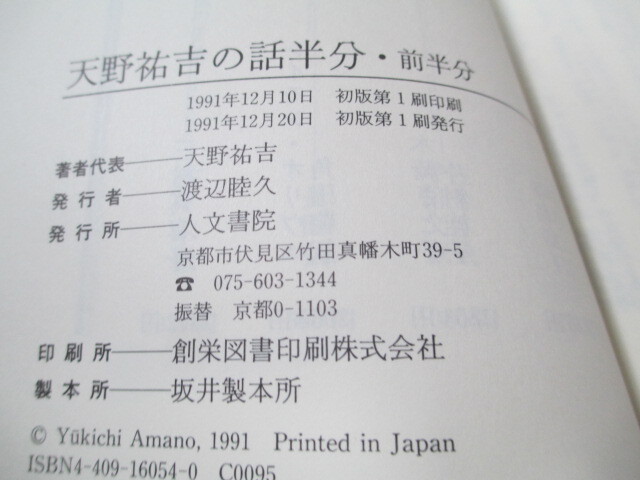 天野祐吉の話半分・前半分
1991年12月10日 初版第1刷印刷
1991年12月20日 初版第1刷発行
著者代表――天野祐吉
発行者――渡辺睦久
発行所――人文書院
京都市伏見区竹田真幡木町39-5
☎ 075-603-1344
振替 京都0-1103
印刷所――創栄図書印刷株式会社
製本所――坂井製本所
© Yūkichi Amano, 1991 Printed in Japan
ISBN4-409-16054-0 C0095